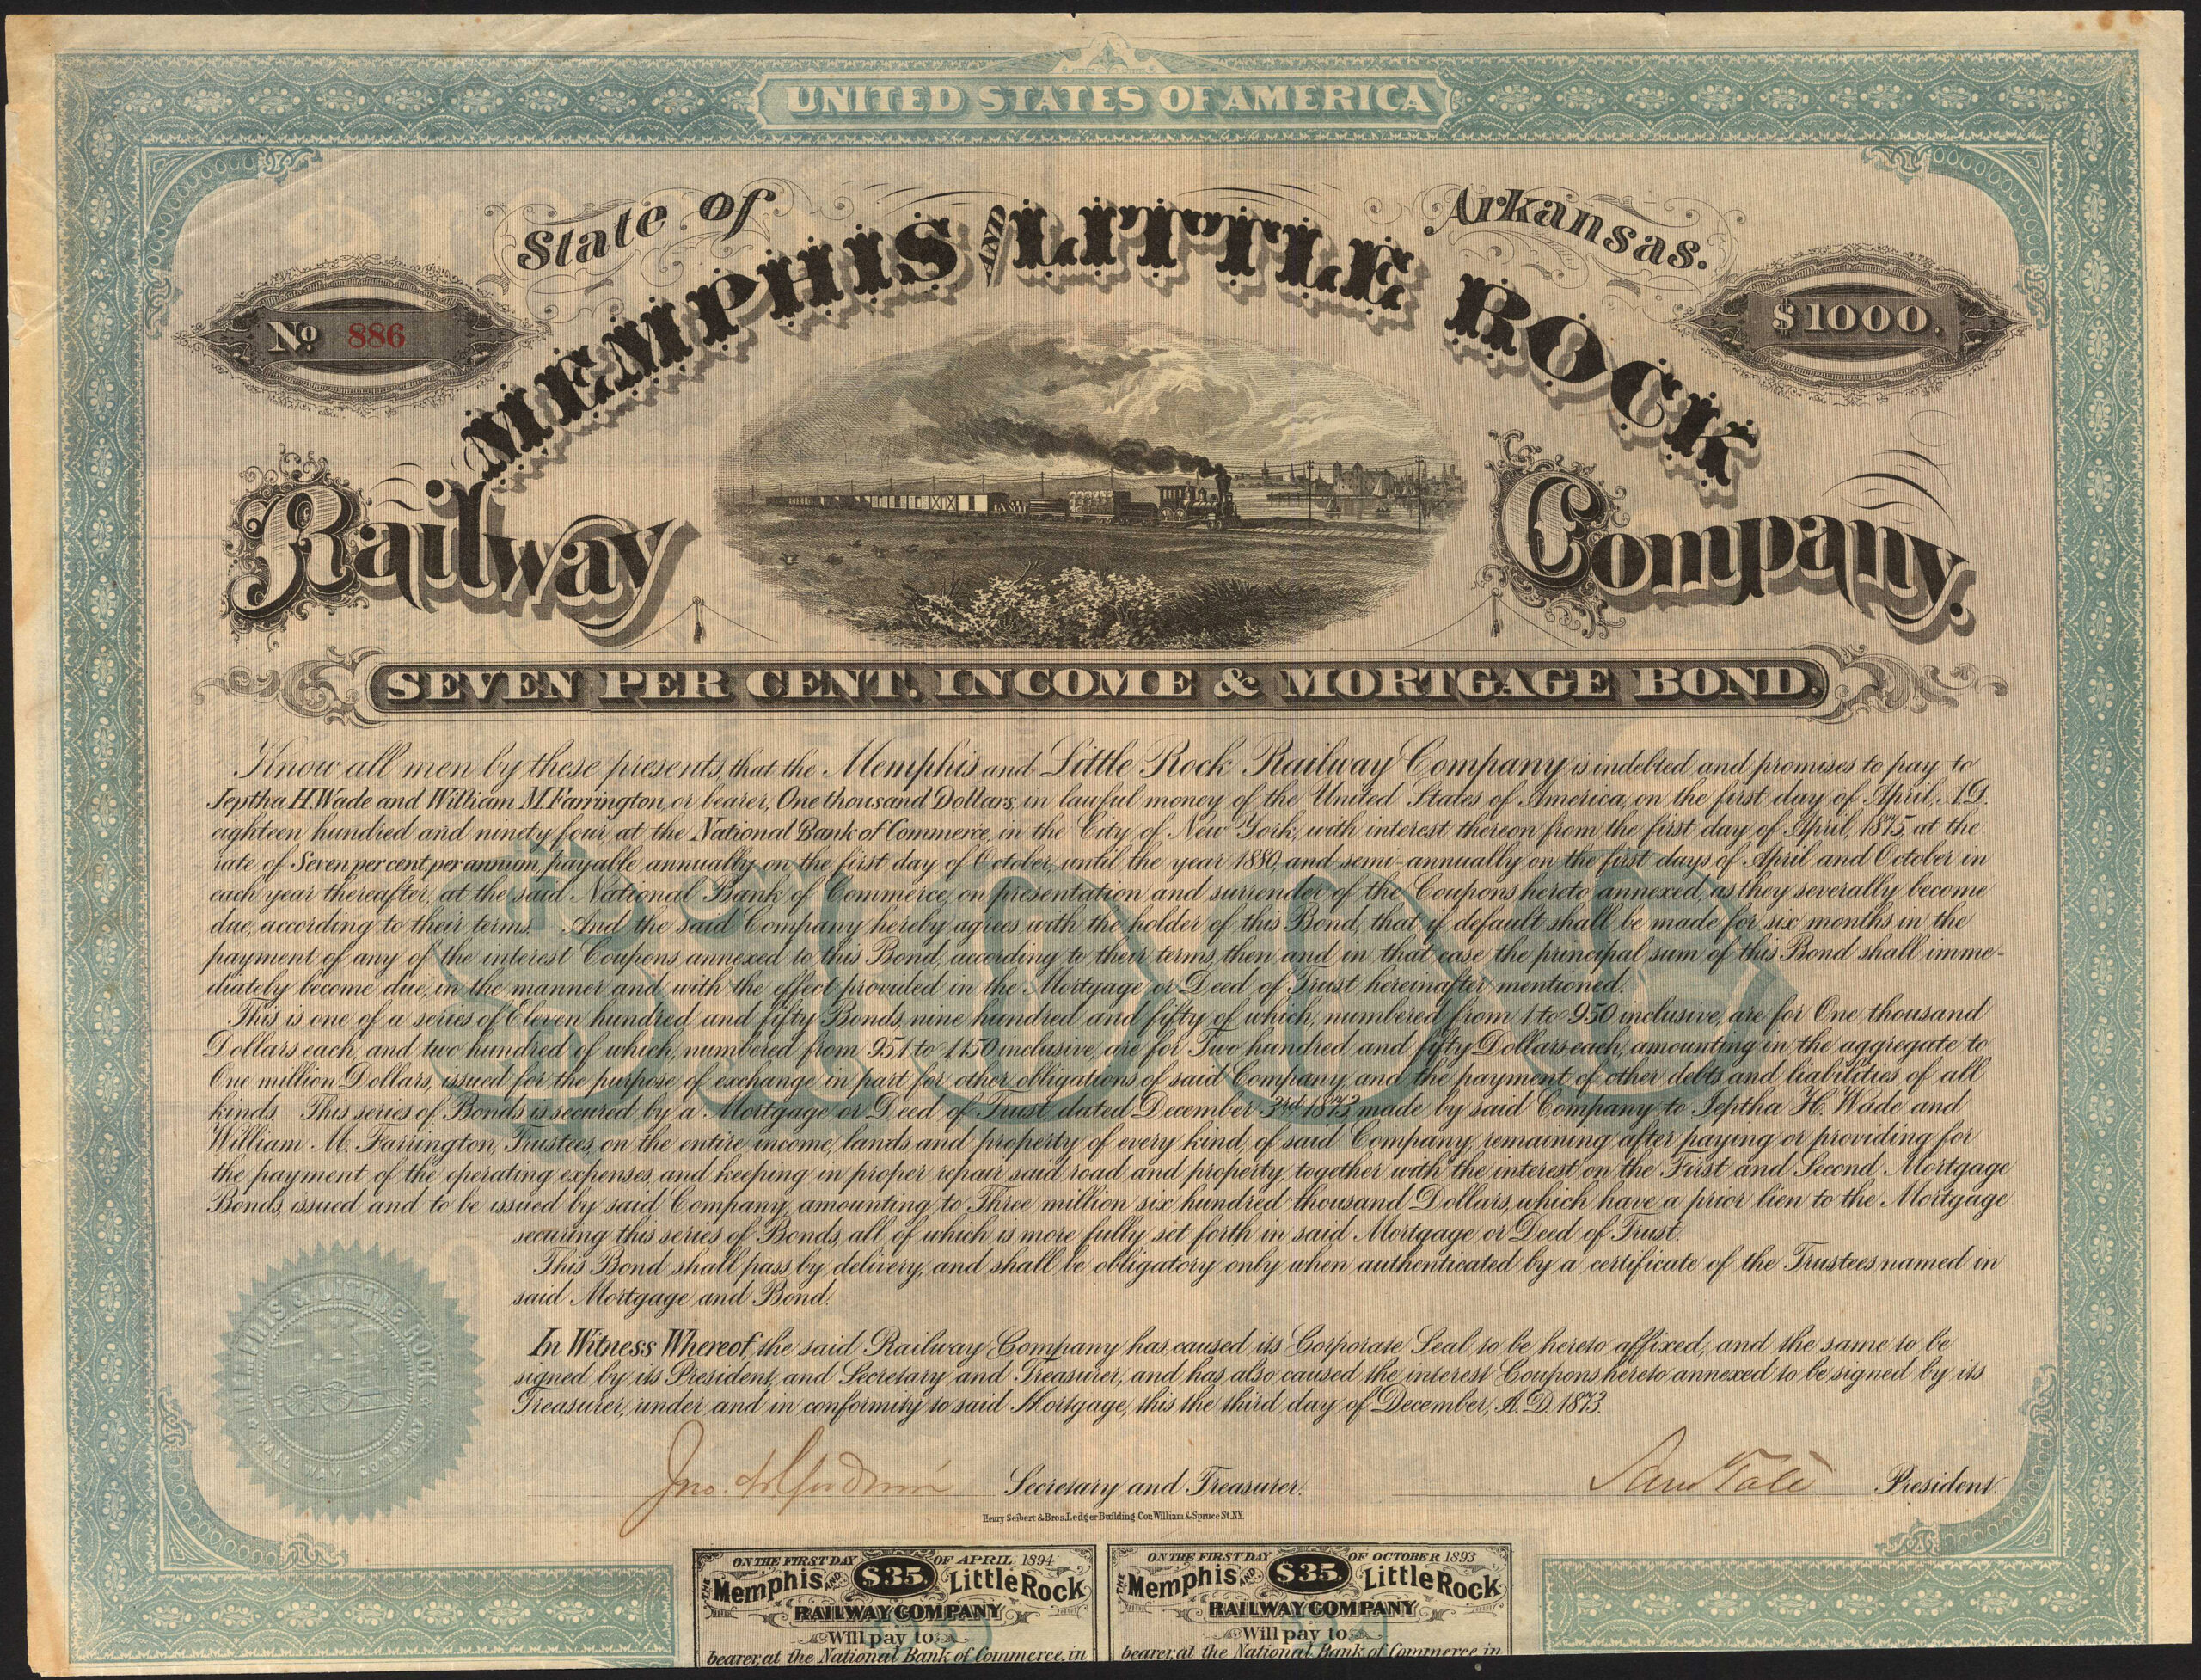 UNITED STATES OF AMERICA
State of Arkansas.
No 886
$1000.
MEMPHIS AND LITTLE ROCK
Railway Company.
SEVEN PER CENT. INCOME & MORTGAGE BOND.
Know all men by these presents, that the Memphis and Little Rock Railway Company is indebted and promises to pay to
Jeptha H. Wade and William M. Farrington, or bearer, One thousand Dollars, in lawful money of the United States of America, on the first day of April, A.D.
eighteen hundred and ninety four, at the National Bank of Commerce, in the City of New York, with interest thereon from the first day of April, 1875, at the
rate of Seven per cent per annum, payable annually on the first day of October, until the year 1880, and semi-annually on the first days of April and October in
each year thereafter, at the said National Bank of Commerce, on presentation and surrender of the Coupons hereto annexed, as they severally become
due, according to their terms. And the said Company hereby agrees with the holder of this Bond, that if default shall be made for six months in the
payment of any of the interest Coupons annexed to this Bond, according to their terms, then and in that case the principal sum of this Bond shall imme-
diately become due, in the manner and with the effect provided in the Mortgage or Deed of Trust hereinafter mentioned.
This is one of a series of Eleven hundred and fifty Bonds, nine hundred and fifty of which, numbered from 1 to 950 inclusive, are for One thousand
Dollars each, and two hundred of which, numbered from 951 to 1,150 inclusive, are for Two hundred and fifty Dollars each, amounting in the aggregate to
One million Dollars, issued for the purpose of exchange in part for other obligations of said Company, and the payment of other debts and liabilities of all
kinds. This series of Bonds is secured by a Mortgage or Deed of Trust, dated December 3rd 1873, made by said Company to Jeptha H. Wade and
William M. Farrington, Trustees, on the entire income, lands and property of every kind, of said Company, remaining after paying or providing for
the payment of the operating expenses, and keeping in proper repair said road and property, together with the interest on the First and Second Mortgage
Bonds, issued and to be issued by said Company, amounting to Three million six hundred thousand Dollars, which have a prior lien to the Mortgage
securing this series of Bonds, all of which is more fully set forth in said Mortgage or Deed of Trust.
This Bond shall pass by delivery, and shall be obligatory only when authenticated by a certificate of the Trustees named in
said Mortgage and Bond.
In Witness Whereof, the said Railway Company has caused its Corporate Seal to be hereto affixed, and the same to be
signed by its President, and Secretary and Treasurer, and has also caused the interest Coupons hereto annexed to be signed by its
Treasurer, under and in conformity to said Mortgage, this the third day of December, A.D. 1873.
$1000
MEMPHIS & LITTLE ROCK
RAIL WAY COMPANY
Secretary and Treasurer.
Sam Tate President
Henry Seibert & Bros. Ledger Building Cor. William & Spruce St. N.Y.
ON THE FIRST DAY OF APRIL 1894
THE Memphis AND $35. Little Rock
RAILWAY COMPANY
Will pay to
bearer, at the National Bank of Commerce, in
ON THE FIRST DAY OF OCTOBER 1893
THE Memphis AND $35. Little Rock
RAILWAY COMPANY
Will pay to
bearer, at the National Bank of Commerce in